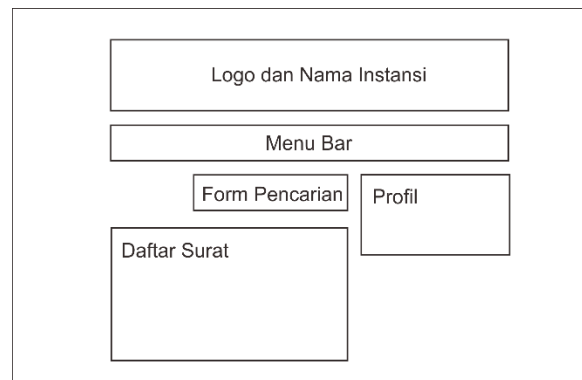 Logo dan Nama Instansi
Menu Bar
Form Pencarian
Profil
Daftar Surat